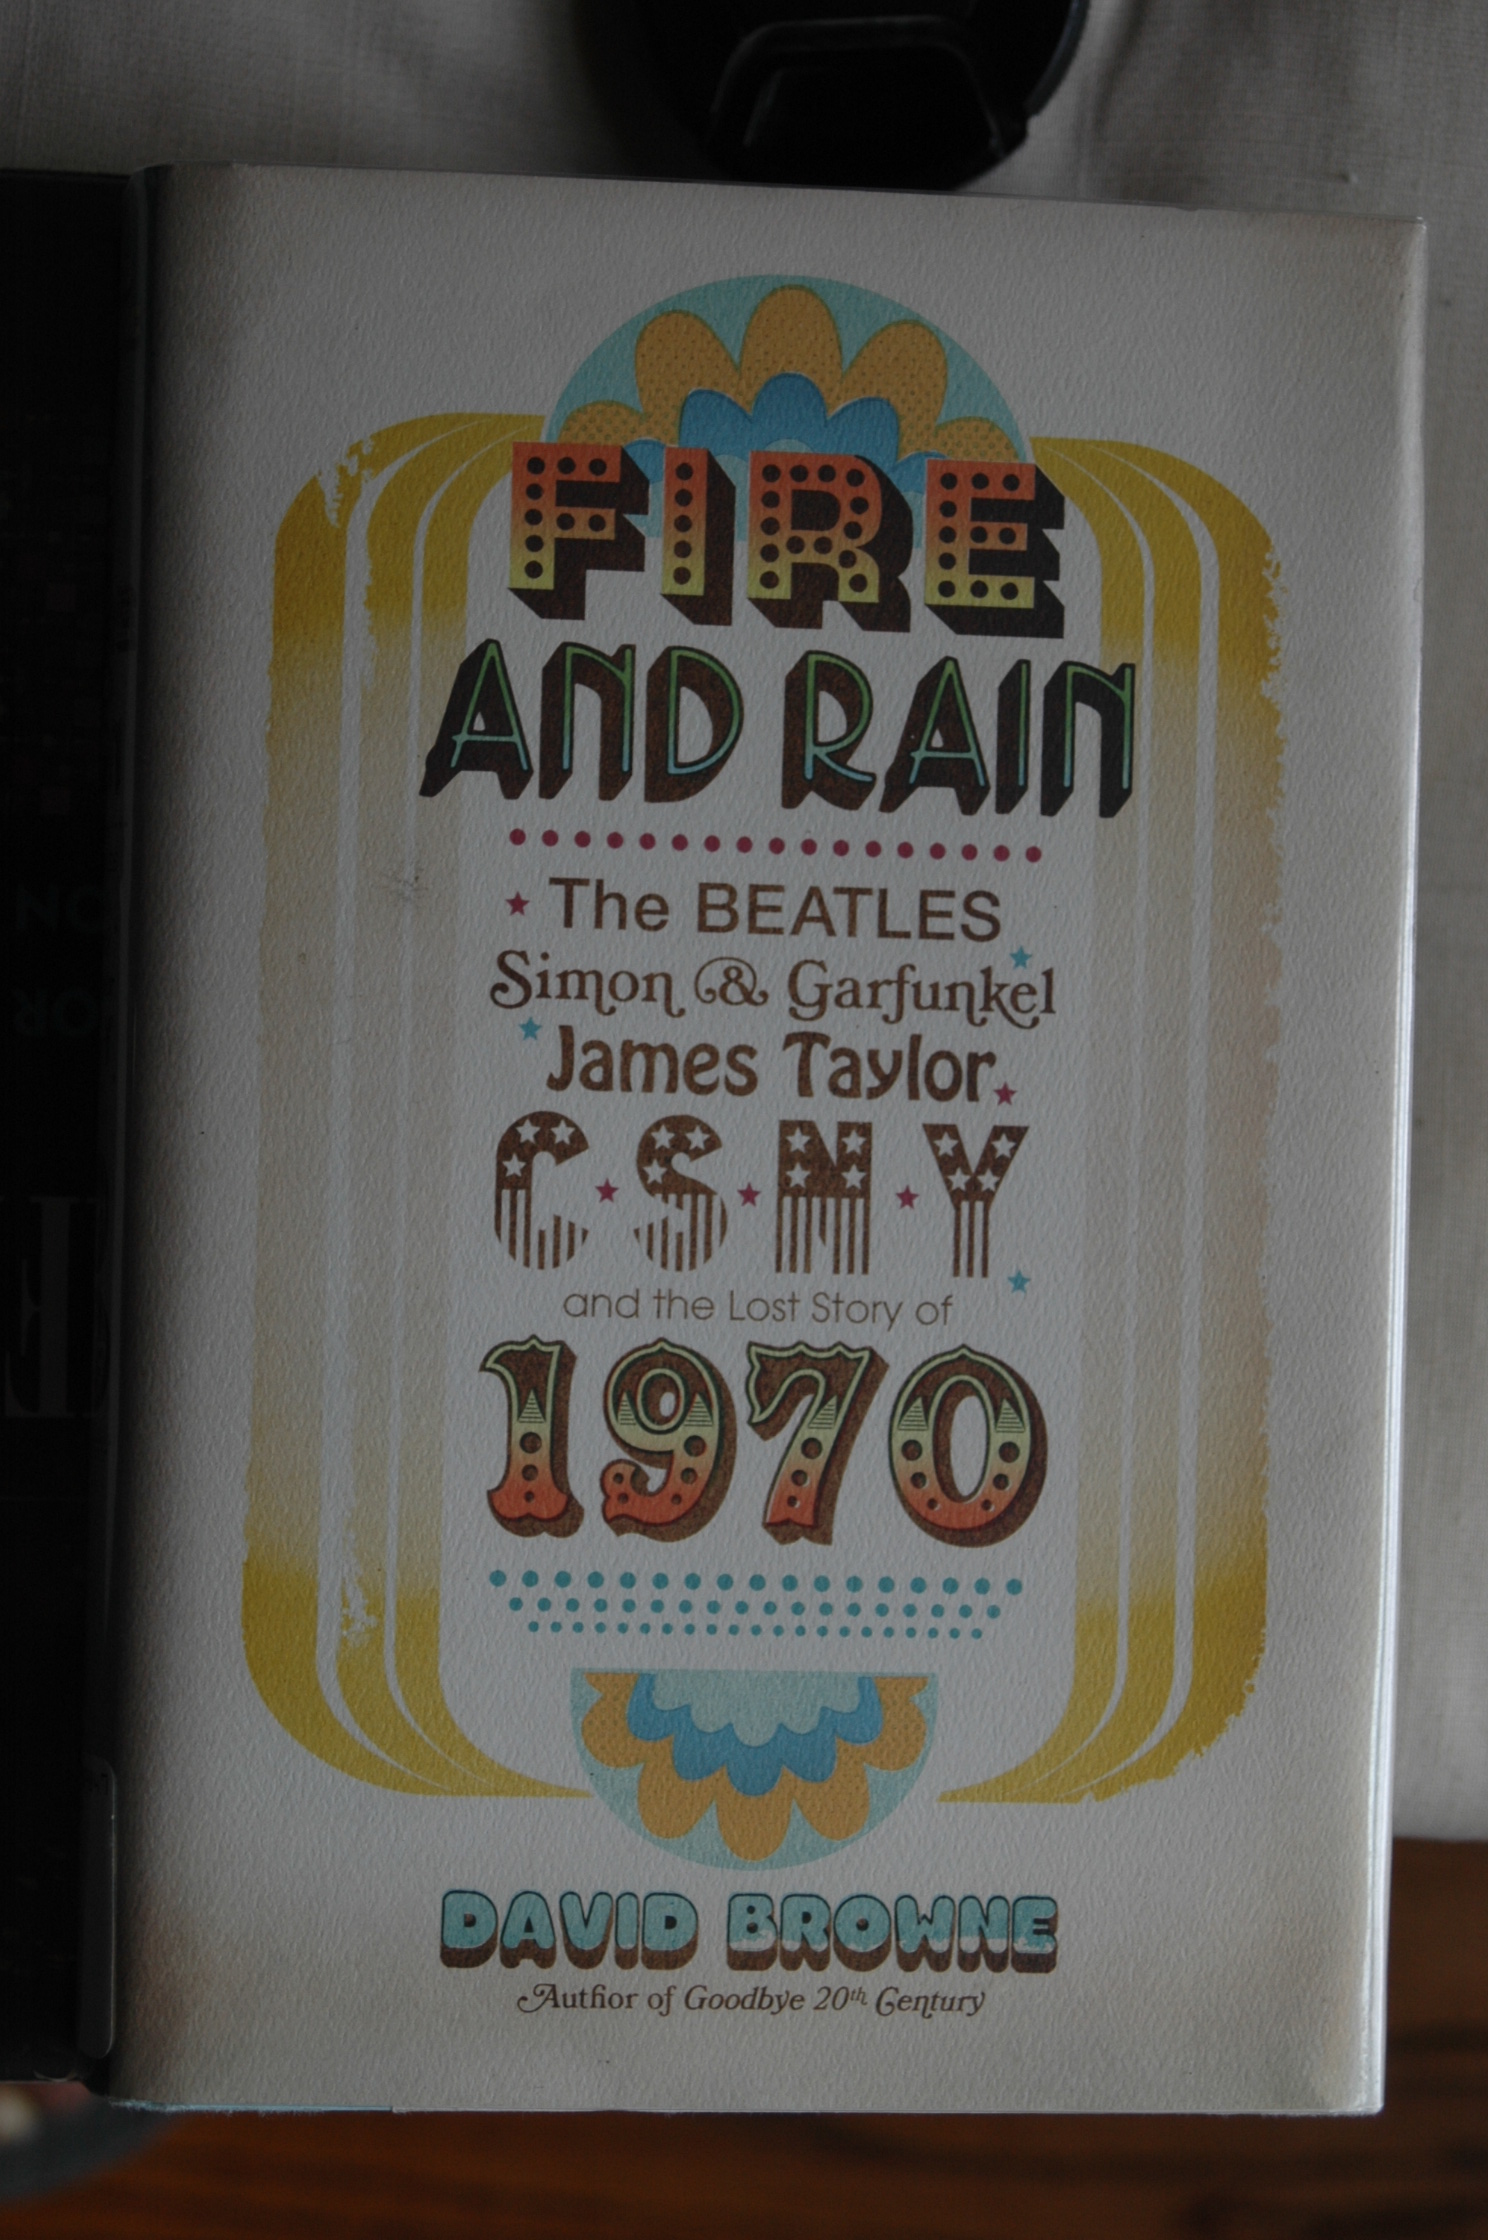 FIRE
AND RAIN
The BEATLES
Simon & Garfunkel
James Taylor
C·S·N·Y
and the Lost Story of
1970
DAVID BROWNE
Author of Goodbye 20th Century